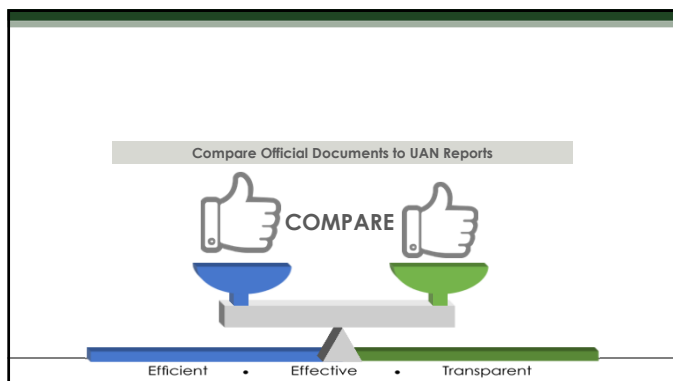 Compare Official Documents to UAN Reports
COMPARE
Efficient • Effective • Transparent